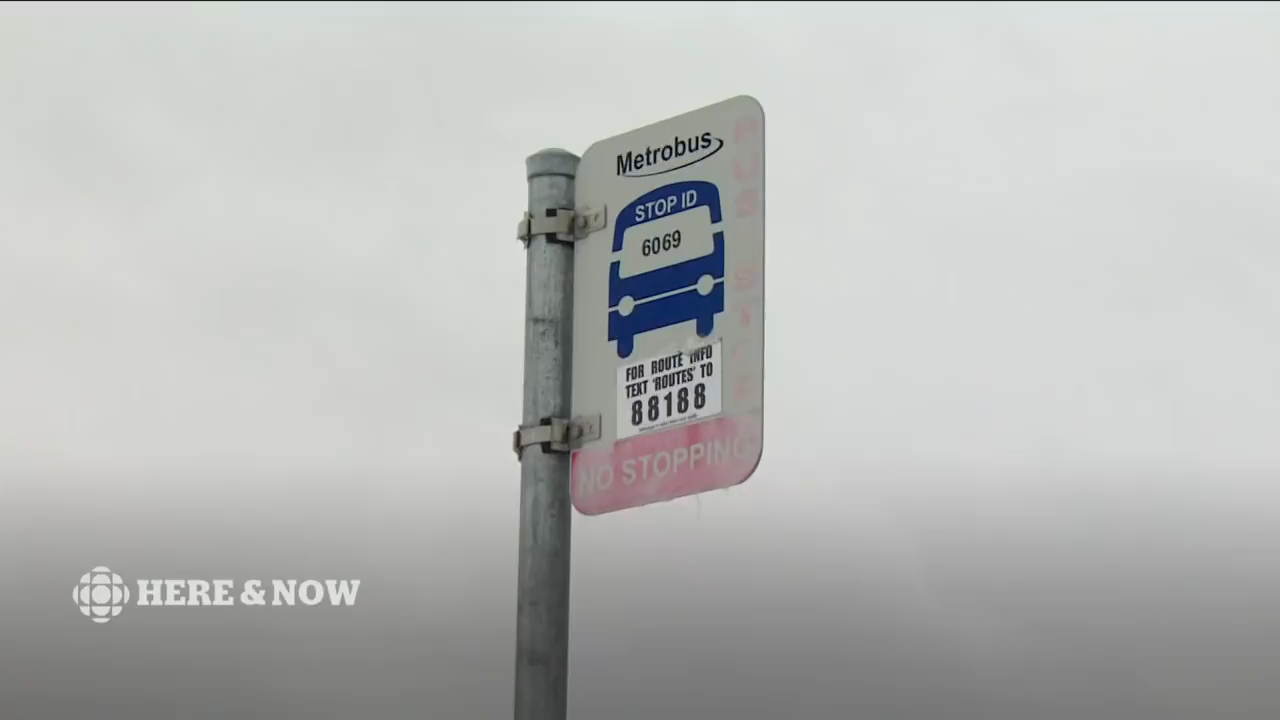 Metrobus
STOP ID
6069
FOR ROUTE INFO
TEXT 'ROUTES' TO
88188
NO STOPPING
HERE & NOW